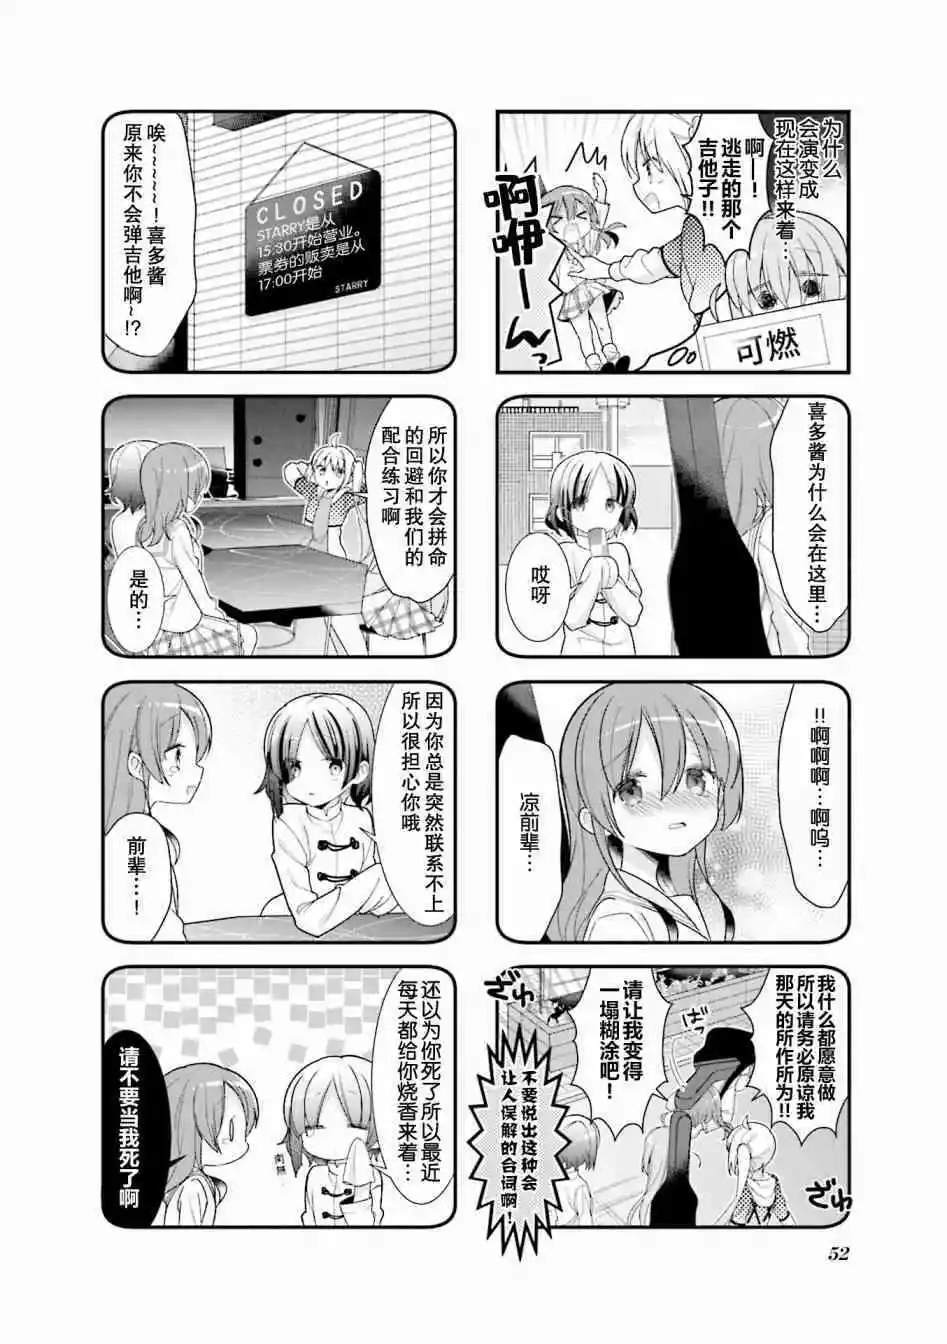 为什么
会演变成
现在这样来着…
啊—！
逃走的那个
吉他子!!
啊咿—
ん
可燃
喜多酱为什么会在这里…
哎呀
!!啊啊啊…啊呜…
凉前辈…
我什么都愿意做
所以请务必原谅我
那天的所作所为!!
请让我变得
一塌糊涂吧！
ばっ
ざわ
ざわ
不要说出这种会
让人误解的台词啊！
唉~~~~~！喜多酱
原来你不会弹吉他啊~!?
CLOSED
STARRY是从
15:30开始营业。
票券的贩卖是从
17:00开始
STARRY
所以你才会拼命
的回避和我们的
配合练习啊
是的…
因为你总是突然联系不上
所以很担心你哦
前辈…！
还以为你死了所以最近
每天都给你烧香来着…
请不要当我死了啊
52